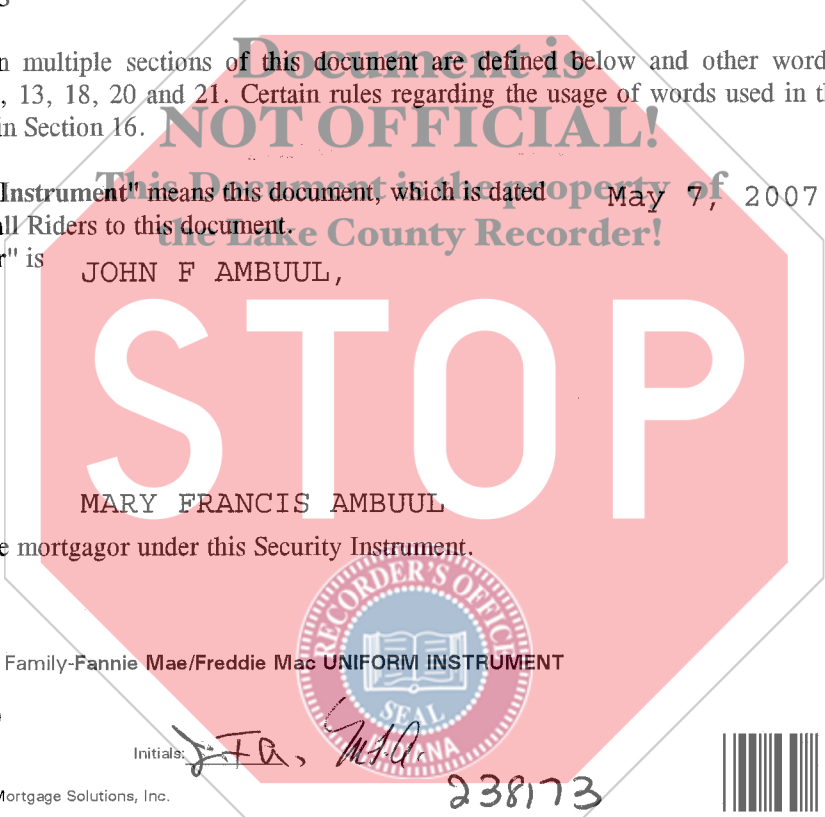 Document is
n multiple sections of this document are defined below and other word
, 13, 18, 20 and 21. Certain rules regarding the usage of words used in t
in Section 16.
NOT OFFICIAL!
This Document is the property of
Instrument" means this document, which is dated May 7, 2007
ll Riders to this document.
the Lake County Recorder!
r" is
JOHN F AMBUUL,
STOP
MARY FRANCIS AMBUUL
e mortgagor under this Security Instrument.
RECORDER'S OFFICE
Family-Fannie Mae/Freddie Mac UNIFORM INSTRUMENT
SEAL
INDIANA
Initials: J.F.A., M.F.A.
238173
Mortgage Solutions, Inc.